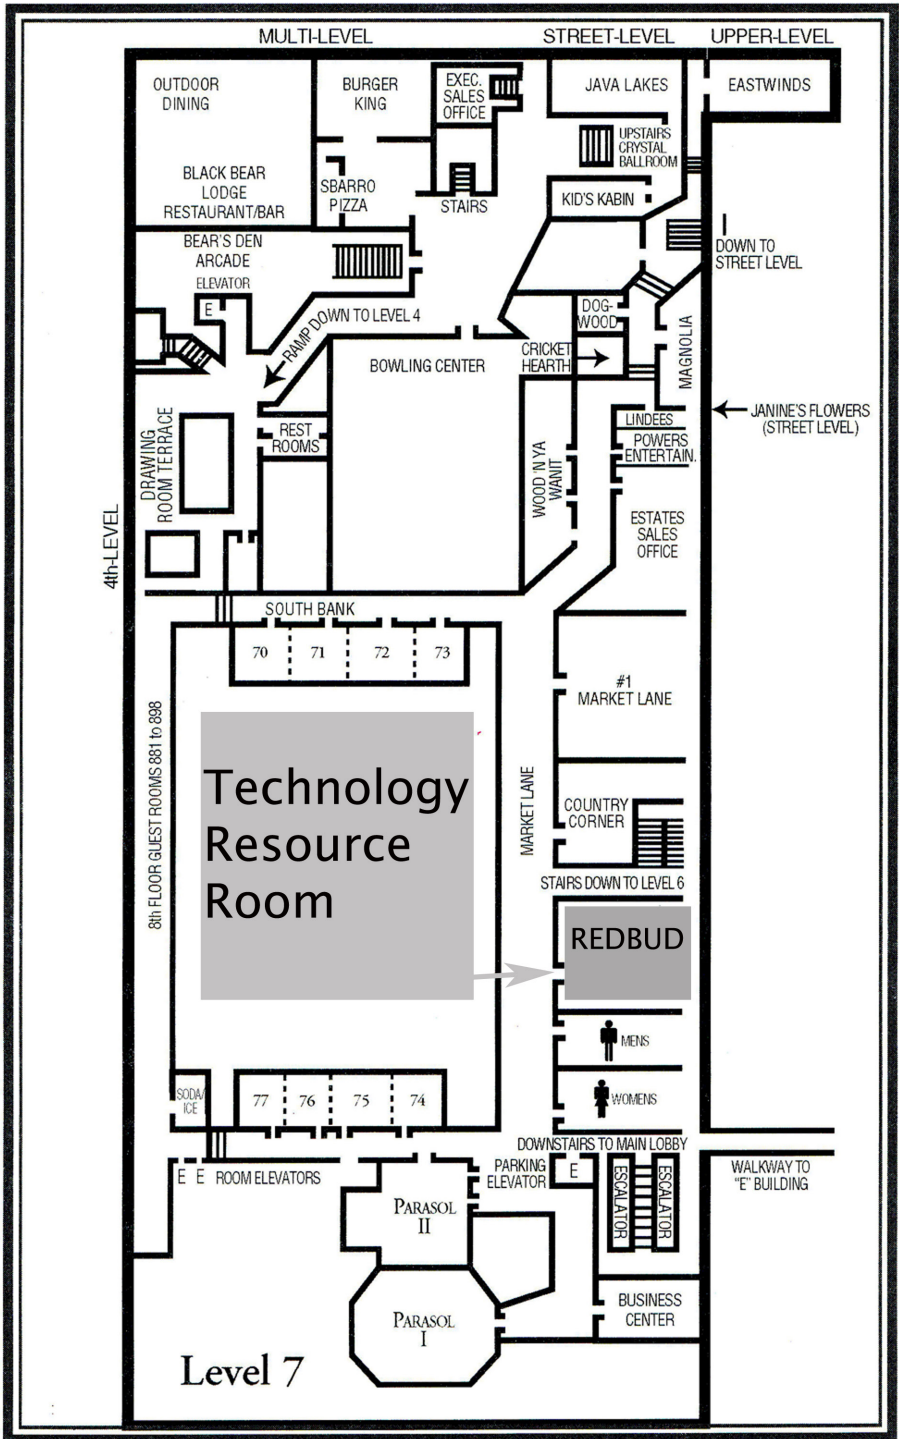 MULTI-LEVEL
STREET-LEVEL
UPPER-LEVEL
OUTDOOR
DINING
BURGER
KING
EXEC.
SALES
OFFICE
JAVA LAKES
EASTWINDS
UPSTAIRS
CRYSTAL
BALLROOM
BLACK BEAR
LODGE
RESTAURANT/BAR
SBARRO
PIZZA
STAIRS
KID'S KABIN
BEAR'S DEN
ARCADE
ELEVATOR
E
DOWN TO
STREET LEVEL
RAMP DOWN TO LEVEL 4
DOG-
WOOD
CRICKET
HEARTH
MAGNOLIA
BOWLING CENTER
JANINE'S FLOWERS
(STREET LEVEL)
LINDEES
POWERS
ENTERTAIN.
REST
ROOMS
DRAWING
ROOM TERRACE
WOOD 'N YA
WANIT
ESTATES
SALES
OFFICE
4th-LEVEL
SOUTH BANK
70 71 72 73
#1
MARKET LANE
8th FLOOR GUEST ROOMS 881 to 898
Technology
Resource
Room
MARKET LANE
COUNTRY
CORNER
STAIRS DOWN TO LEVEL 6
REDBUD
MENS
WOMENS
SODA/
ICE
77 76 75 74
DOWNSTAIRS TO MAIN LOBBY
E E ROOM ELEVATORS
PARKING
ELEVATOR
E
ESCALATOR
ESCALATOR
WALKWAY TO
"E" BUILDING
PARASOL
II
PARASOL
I
BUSINESS
CENTER
Level 7